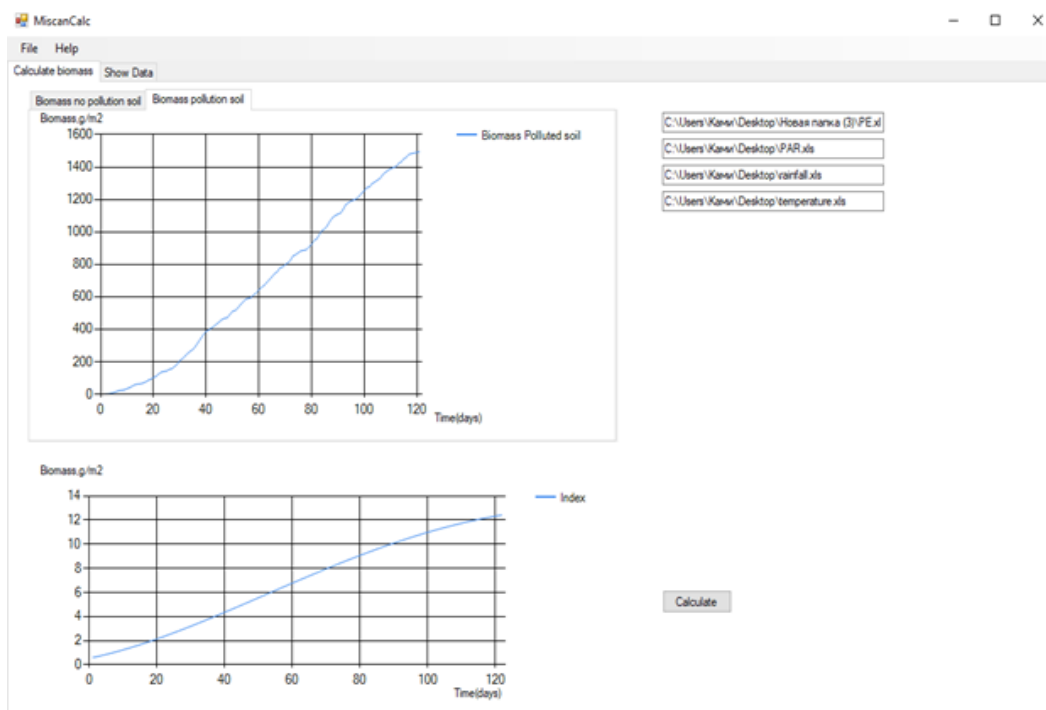 MiscanCalc
File Help
Calculate biomass Show Data
Biomass no pollution soil Biomass pollution soil
Biomass,g/m2
1600
1400
1200
1000
800
600
400
200
0
0 20 40 60 80 100 120
Time(days)
Biomass Polluted soil
C:\Users\Ками\Desktop\Новая папка (3)\PE.xl
C:\Users\Ками\Desktop\PAR.xls
C:\Users\Ками\Desktop\rainfall.xls
C:\Users\Ками\Desktop\temperature.xls
Biomass,g/m2
14
12
10
8
6
4
2
0
0 20 40 60 80 100 120
Time(days)
Index
Calculate